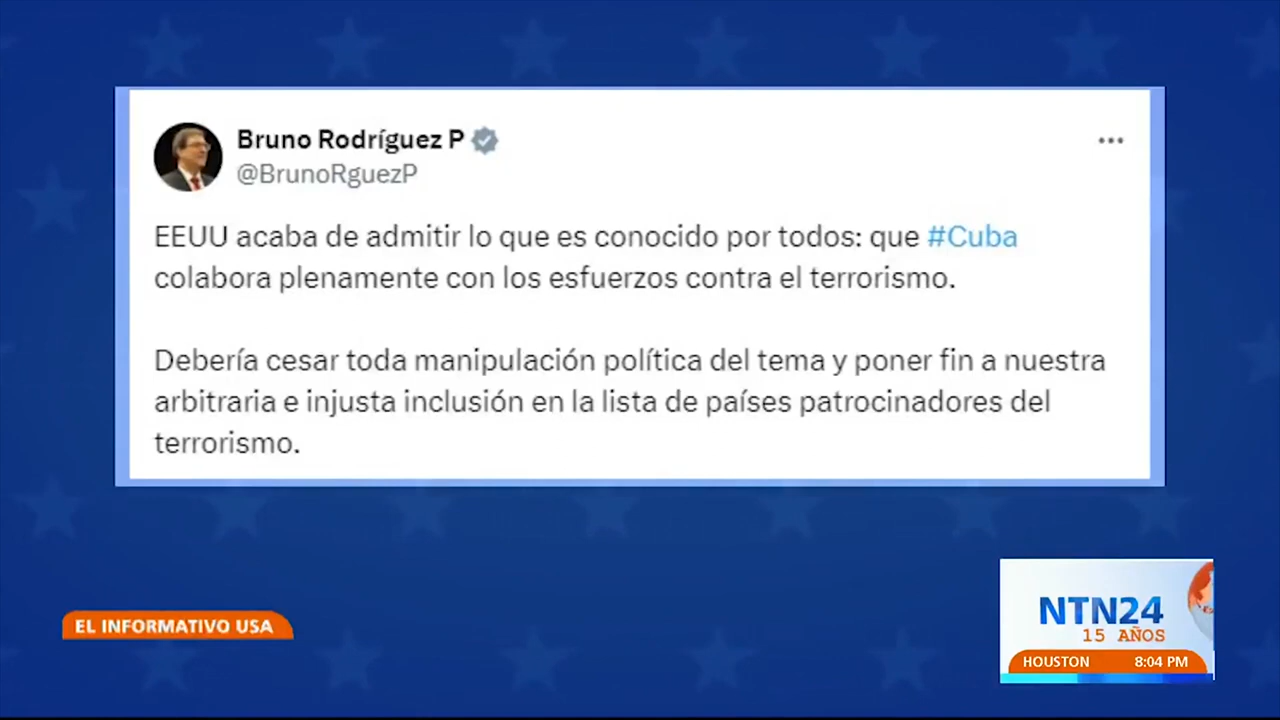 Bruno Rodríguez P
@BrunoRguezP
EEUU acaba de admitir lo que es conocido por todos: que #Cuba
colabora plenamente con los esfuerzos contra el terrorismo.
Debería cesar toda manipulación política del tema y poner fin a nuestra
arbitraria e injusta inclusión en la lista de países patrocinadores del
terrorismo.
EL INFORMATIVO USA
NTN24
15 AÑOS
HOUSTON 8:04 PM